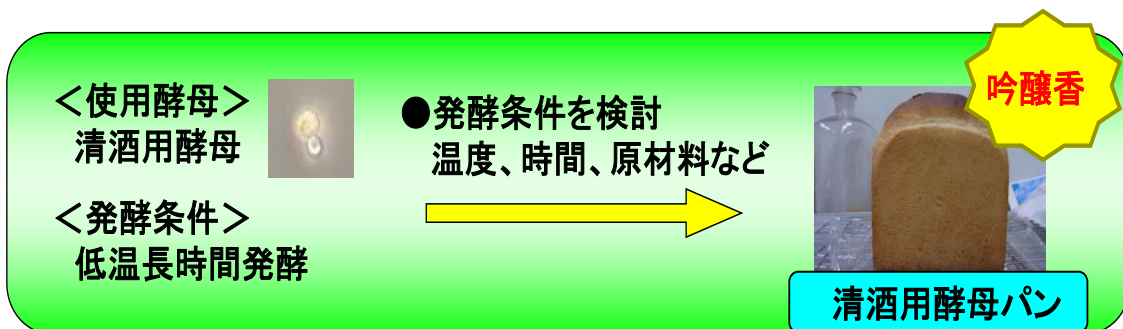 <使用酵母>
清酒用酵母
<発酵条件>
低温長時間発酵
●発酵条件を検討
温度、時間、原材料など
吟醸香
清酒用酵母パン